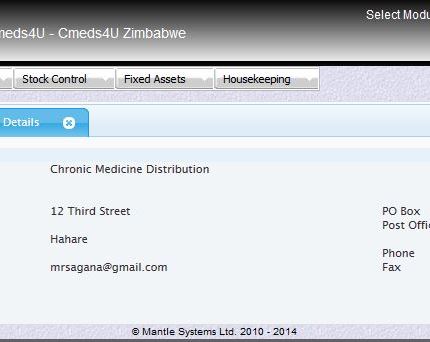 Select Modu
meds4U - Cmeds4U Zimbabwe
Stock Control Fixed Assets Housekeeping
Details
Chronic Medicine Distribution
12 Third Street PO Box
Post Offi
Hahare
Phone
mrsagana@gmail.com Fax
© Mantle Systems Ltd. 2010 - 2014